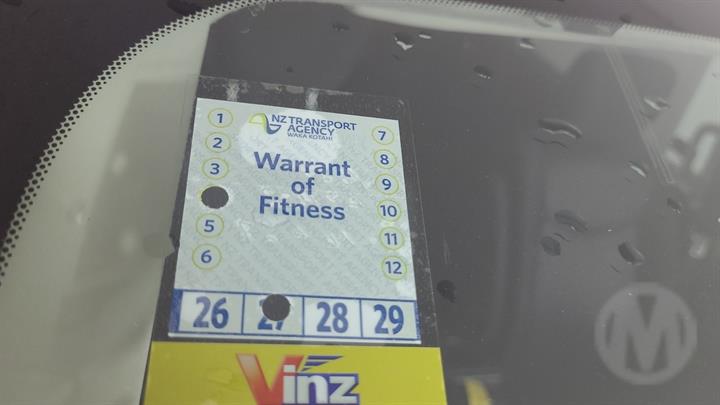 NZ TRANSPORT
AGENCY
WAKA KOTAHI
Warrant
of
Fitness
1
2
3
5
6
7
8
9
10
11
12
26 27 28 29
Vinz
M